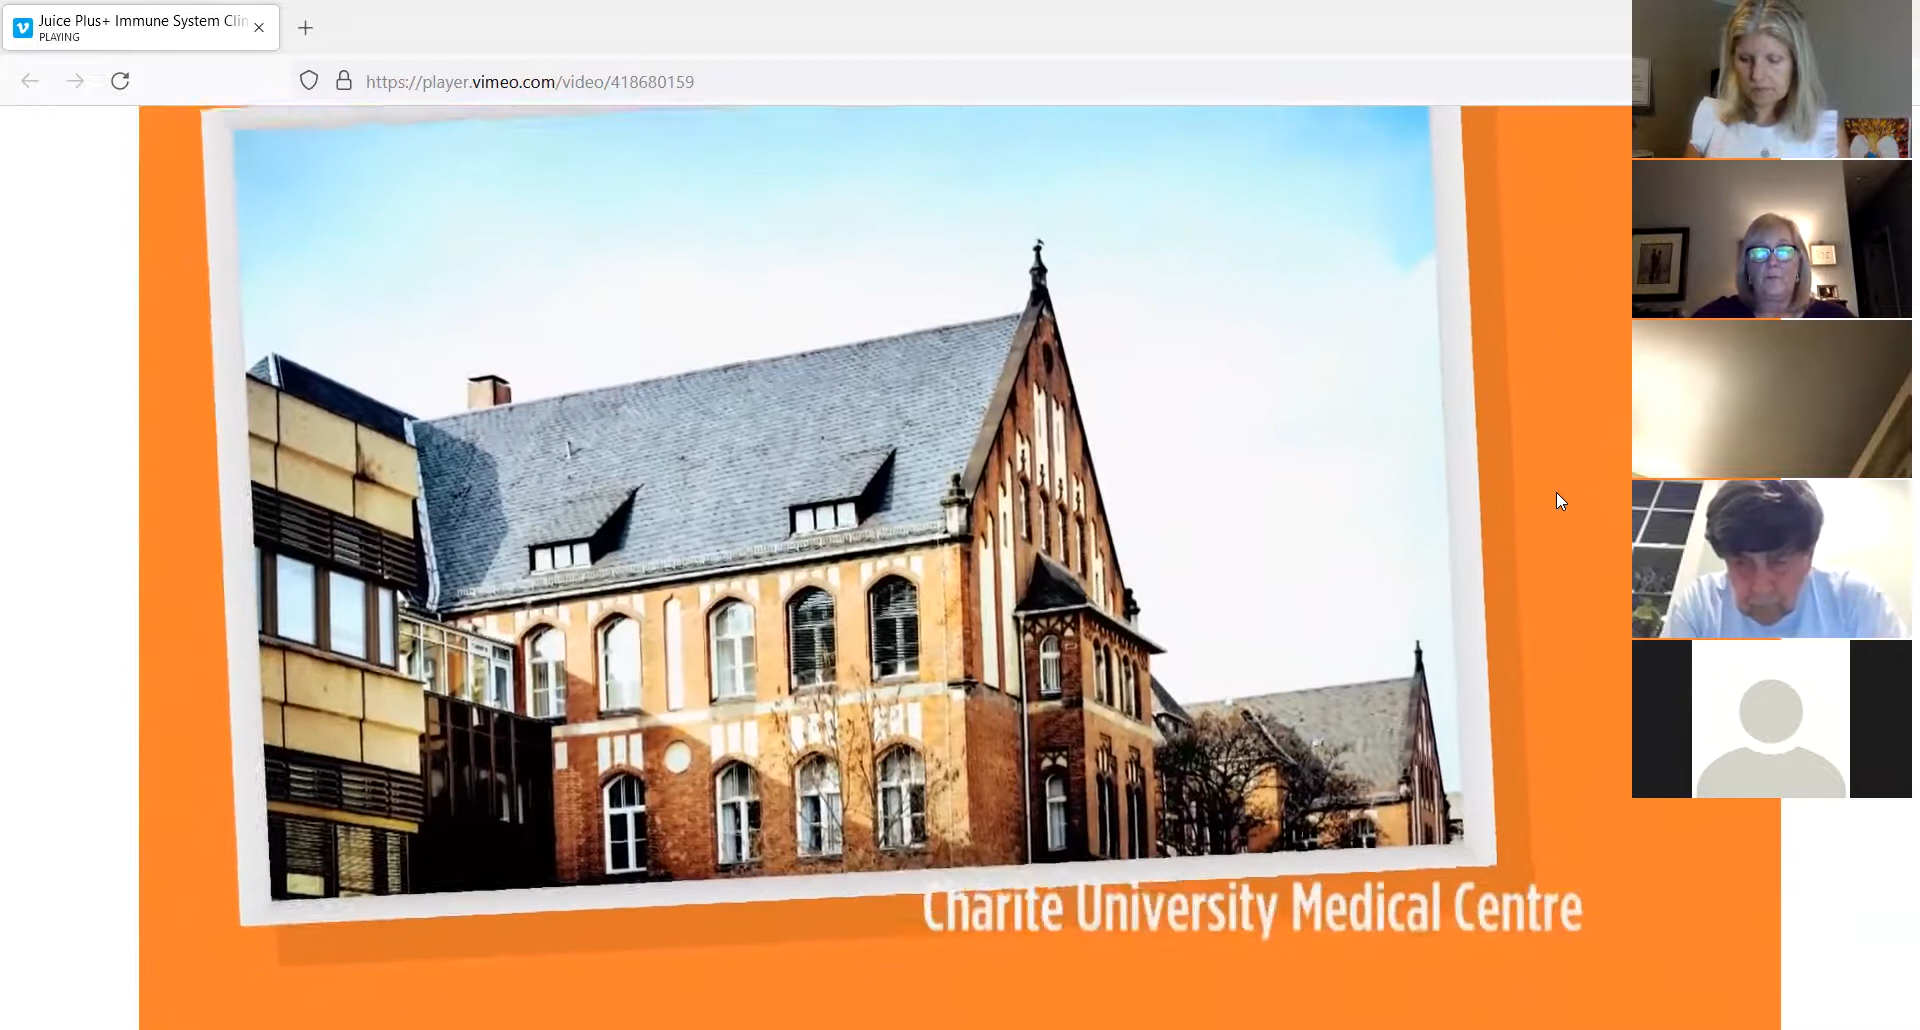 Juice Plus+ Immune System Clin
PLAYING
https://player.vimeo.com/video/418680159
Charite University Medical Centre